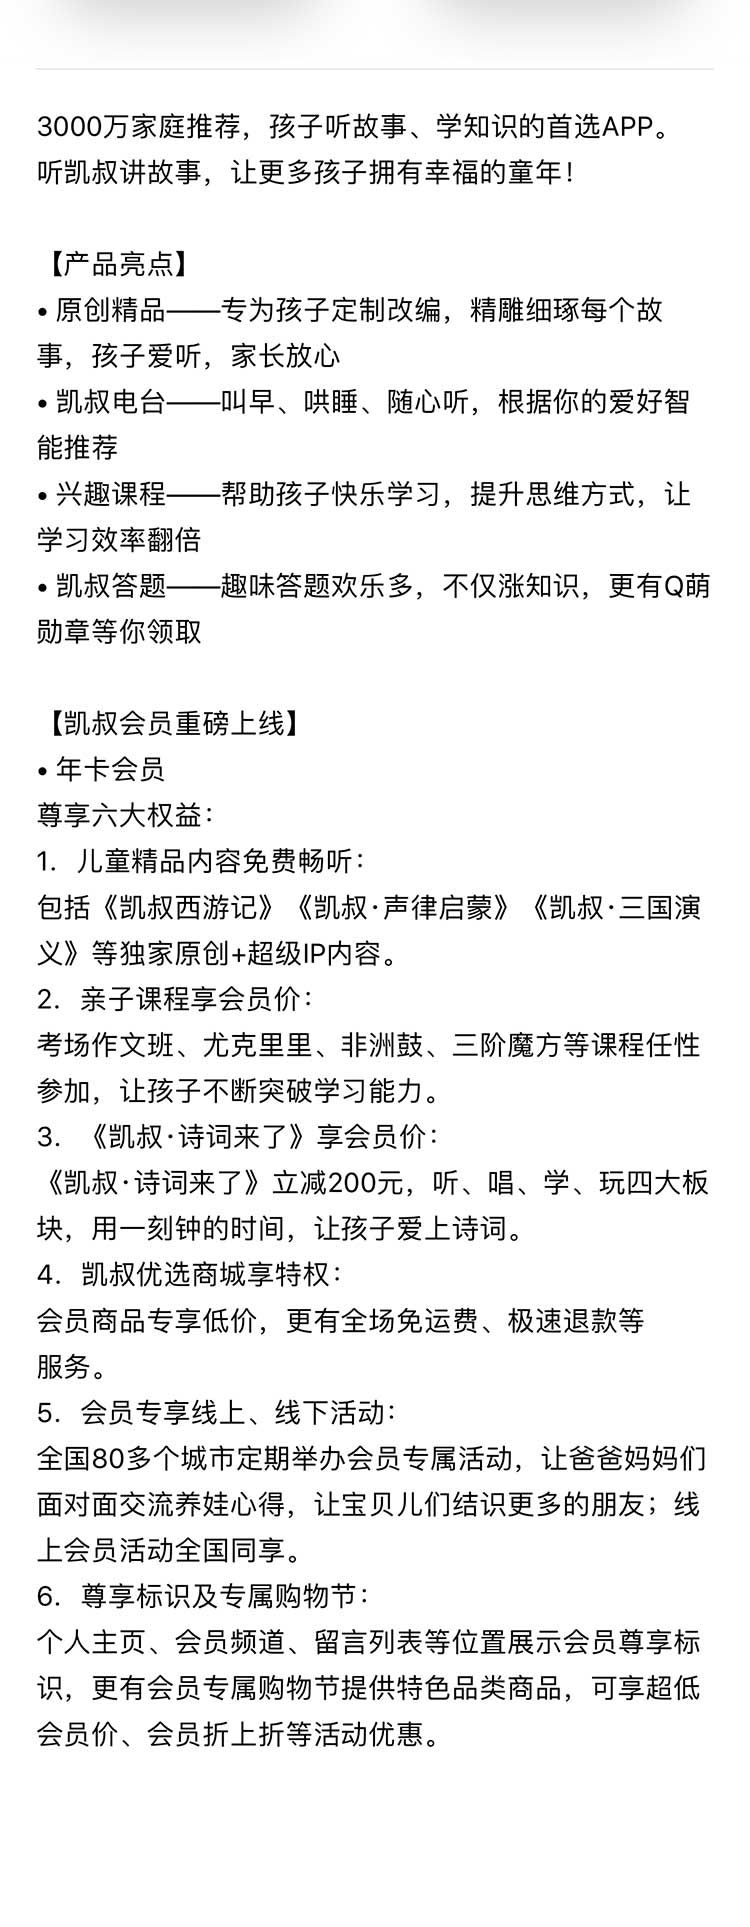 3000万家庭推荐，孩子听故事、学知识的首选APP。
听凯叔讲故事，让更多孩子拥有幸福的童年！
【产品亮点】
• 原创精品——专为孩子定制改编，精雕细琢每个故
事，孩子爱听，家长放心
• 凯叔电台——叫早、哄睡、随心听，根据你的爱好智
能推荐
• 兴趣课程——帮助孩子快乐学习，提升思维方式，让
学习效率翻倍
• 凯叔答题——趣味答题欢乐多，不仅涨知识，更有Q萌
勋章等你领取
【凯叔会员重磅上线】
• 年卡会员
尊享六大权益：
1. 儿童精品内容免费畅听：
包括《凯叔西游记》《凯叔·声律启蒙》《凯叔·三国演
义》等独家原创+超级IP内容。
2. 亲子课程享会员价：
考场作文班、尤克里里、非洲鼓、三阶魔方等课程任性
参加，让孩子不断突破学习能力。
3. 《凯叔·诗词来了》享会员价：
《凯叔·诗词来了》立减200元，听、唱、学、玩四大板
块，用一刻钟的时间，让孩子爱上诗词。
4. 凯叔优选商城享特权：
会员商品专享低价，更有全场免运费、极速退款等
服务。
5. 会员专享线上、线下活动：
全国80多个城市定期举办会员专属活动，让爸爸妈妈们
面对面交流养娃心得，让宝贝儿们结识更多的朋友；线
上会员活动全国同享。
6. 尊享标识及专属购物节：
个人主页、会员频道、留言列表等位置展示会员尊享标
识，更有会员专属购物节提供特色品类商品，可享超低
会员价、会员折上折等活动优惠。